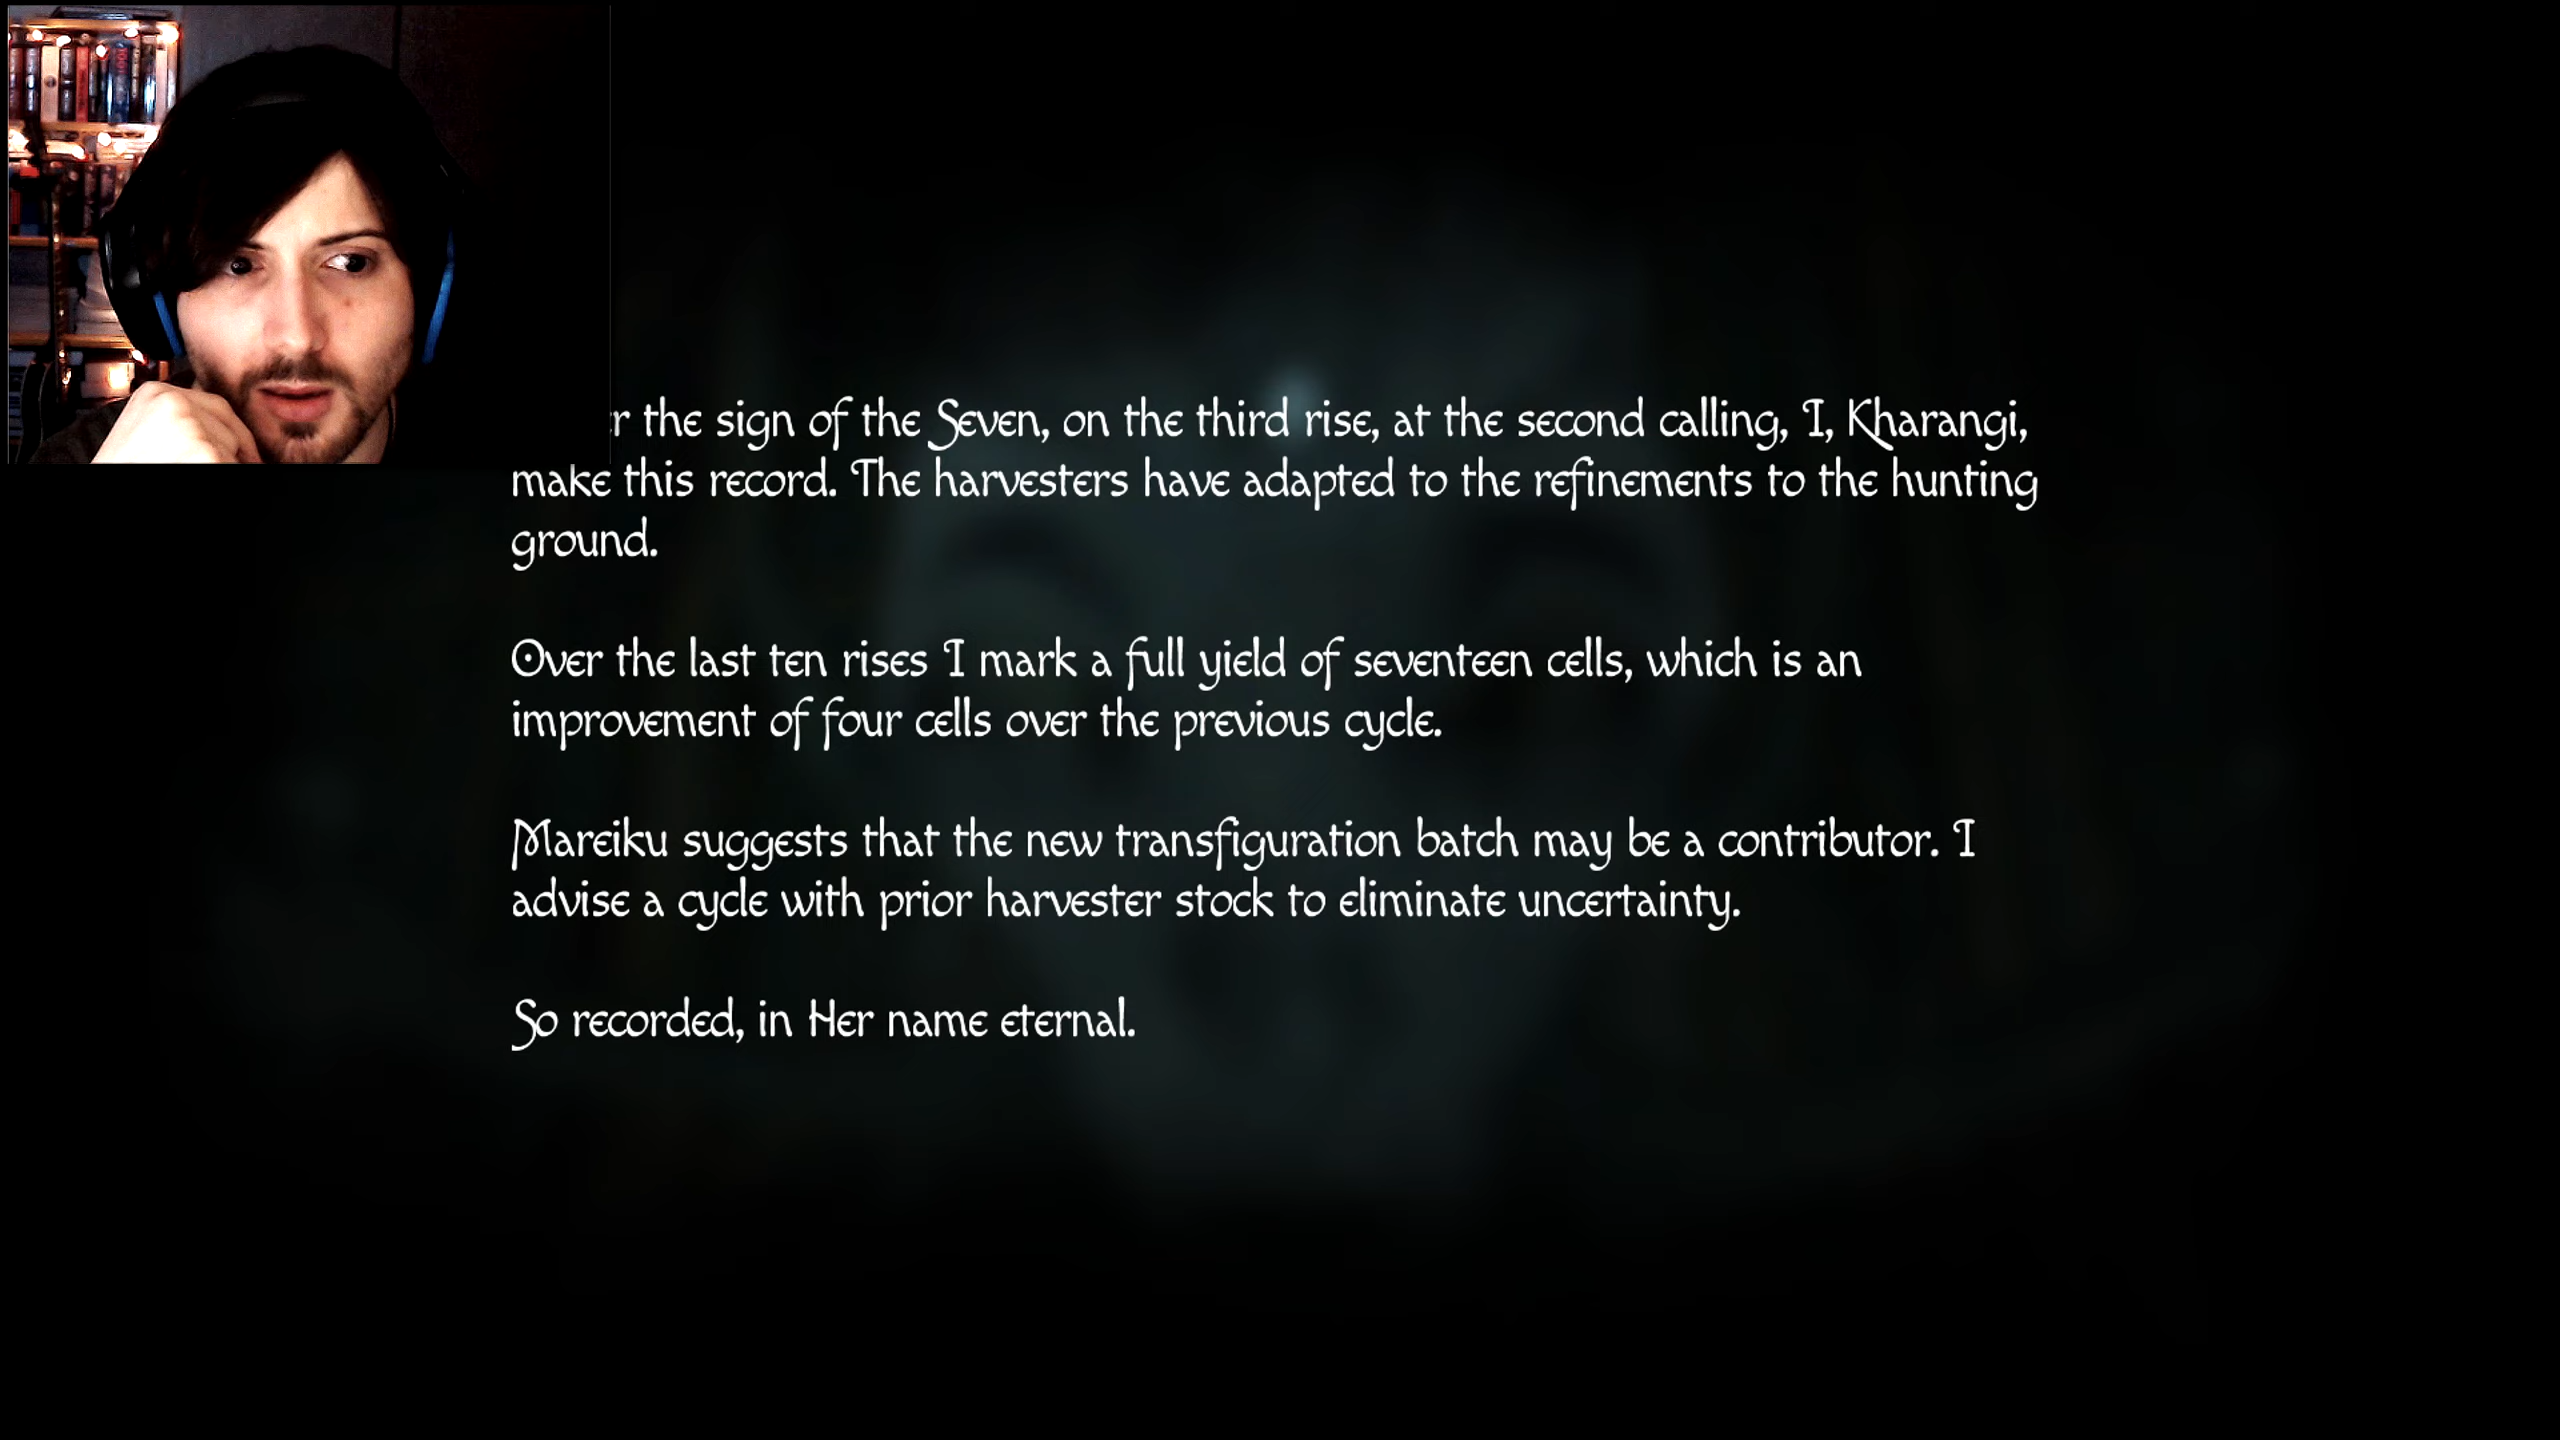 the sign of the Seven, on the third rise, at the second calling, I, Kharangi,
make this record. The harvesters have adapted to the refinements to the hunting
ground.
Over the last ten rises I mark a full yield of seventeen cells, which is an
improvement of four cells over the previous cycle.
Mareiku suggests that the new transfiguration batch may be a contributor. I
advise a cycle with prior harvester stock to eliminate uncertainty.
So recorded, in Her name eternal.